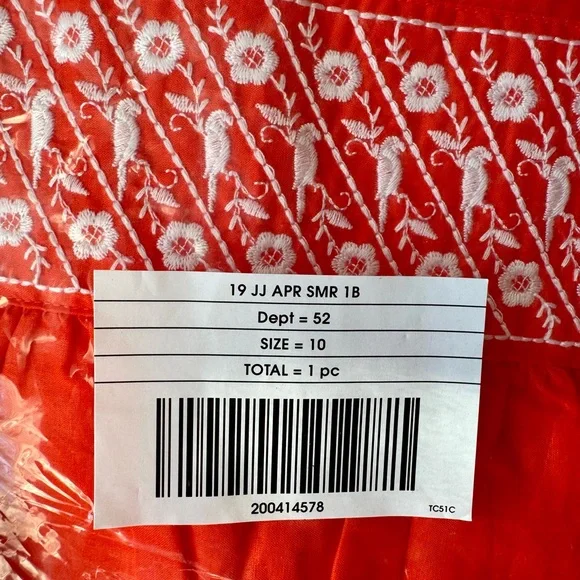 19 JJ APR SMR 1B
Dept = 52
SIZE = 10
TOTAL = 1 pc
200414578
TC51C